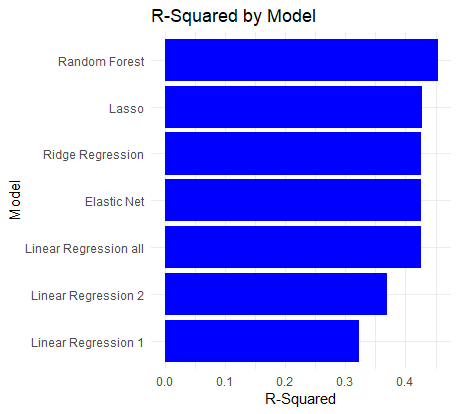 R-Squared by Model
Random Forest
Lasso
Ridge Regression
Elastic Net
Linear Regression all
Linear Regression 2
Linear Regression 1
Model
0.0 0.1 0.2 0.3 0.4
R-Squared